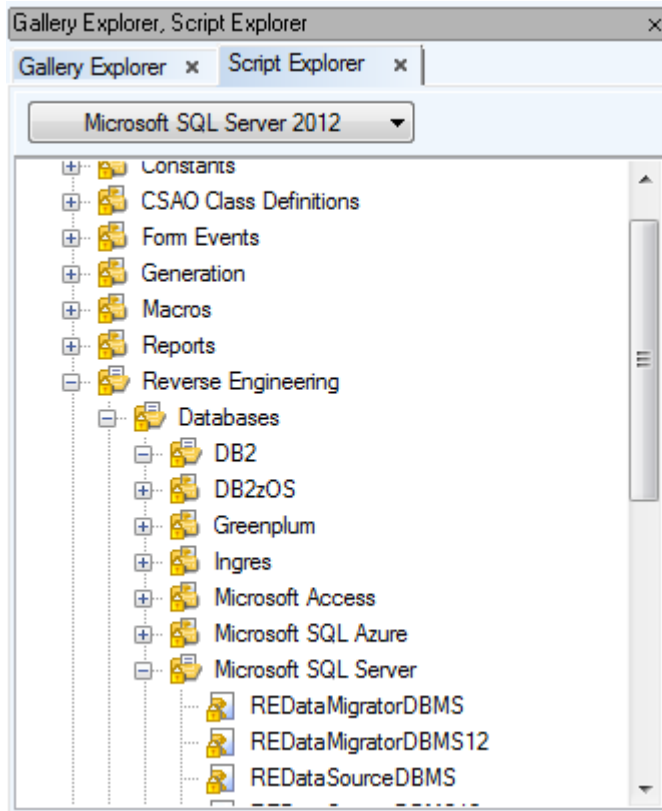 Gallery Explorer, Script Explorer
Gallery Explorer Script Explorer
Microsoft SQL Server 2012
Constants
CSAO Class Definitions
Form Events
Generation
Macros
Reports
Reverse Engineering
Databases
DB2
DB2zOS
Greenplum
Ingres
Microsoft Access
Microsoft SQL Azure
Microsoft SQL Server
REDataMigratorDBMS
REDataMigratorDBMS12
REDataSourceDBMS